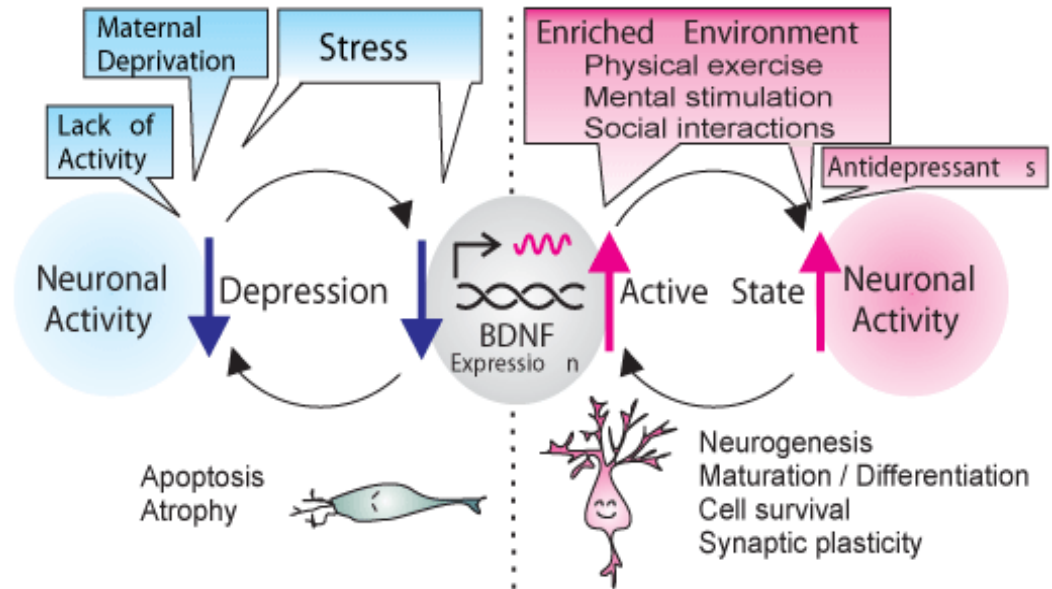 Maternal
Deprivation
Stress
Lack of
Activity
Enriched Environment
Physical exercise
Mental stimulation
Social interactions
Antidepressant s
Neuronal
Activity
Depression
BDNF
Expressio n
Active State
Neuronal
Activity
Apoptosis
Atrophy
Neurogenesis
Maturation / Differentiation
Cell survival
Synaptic plasticity